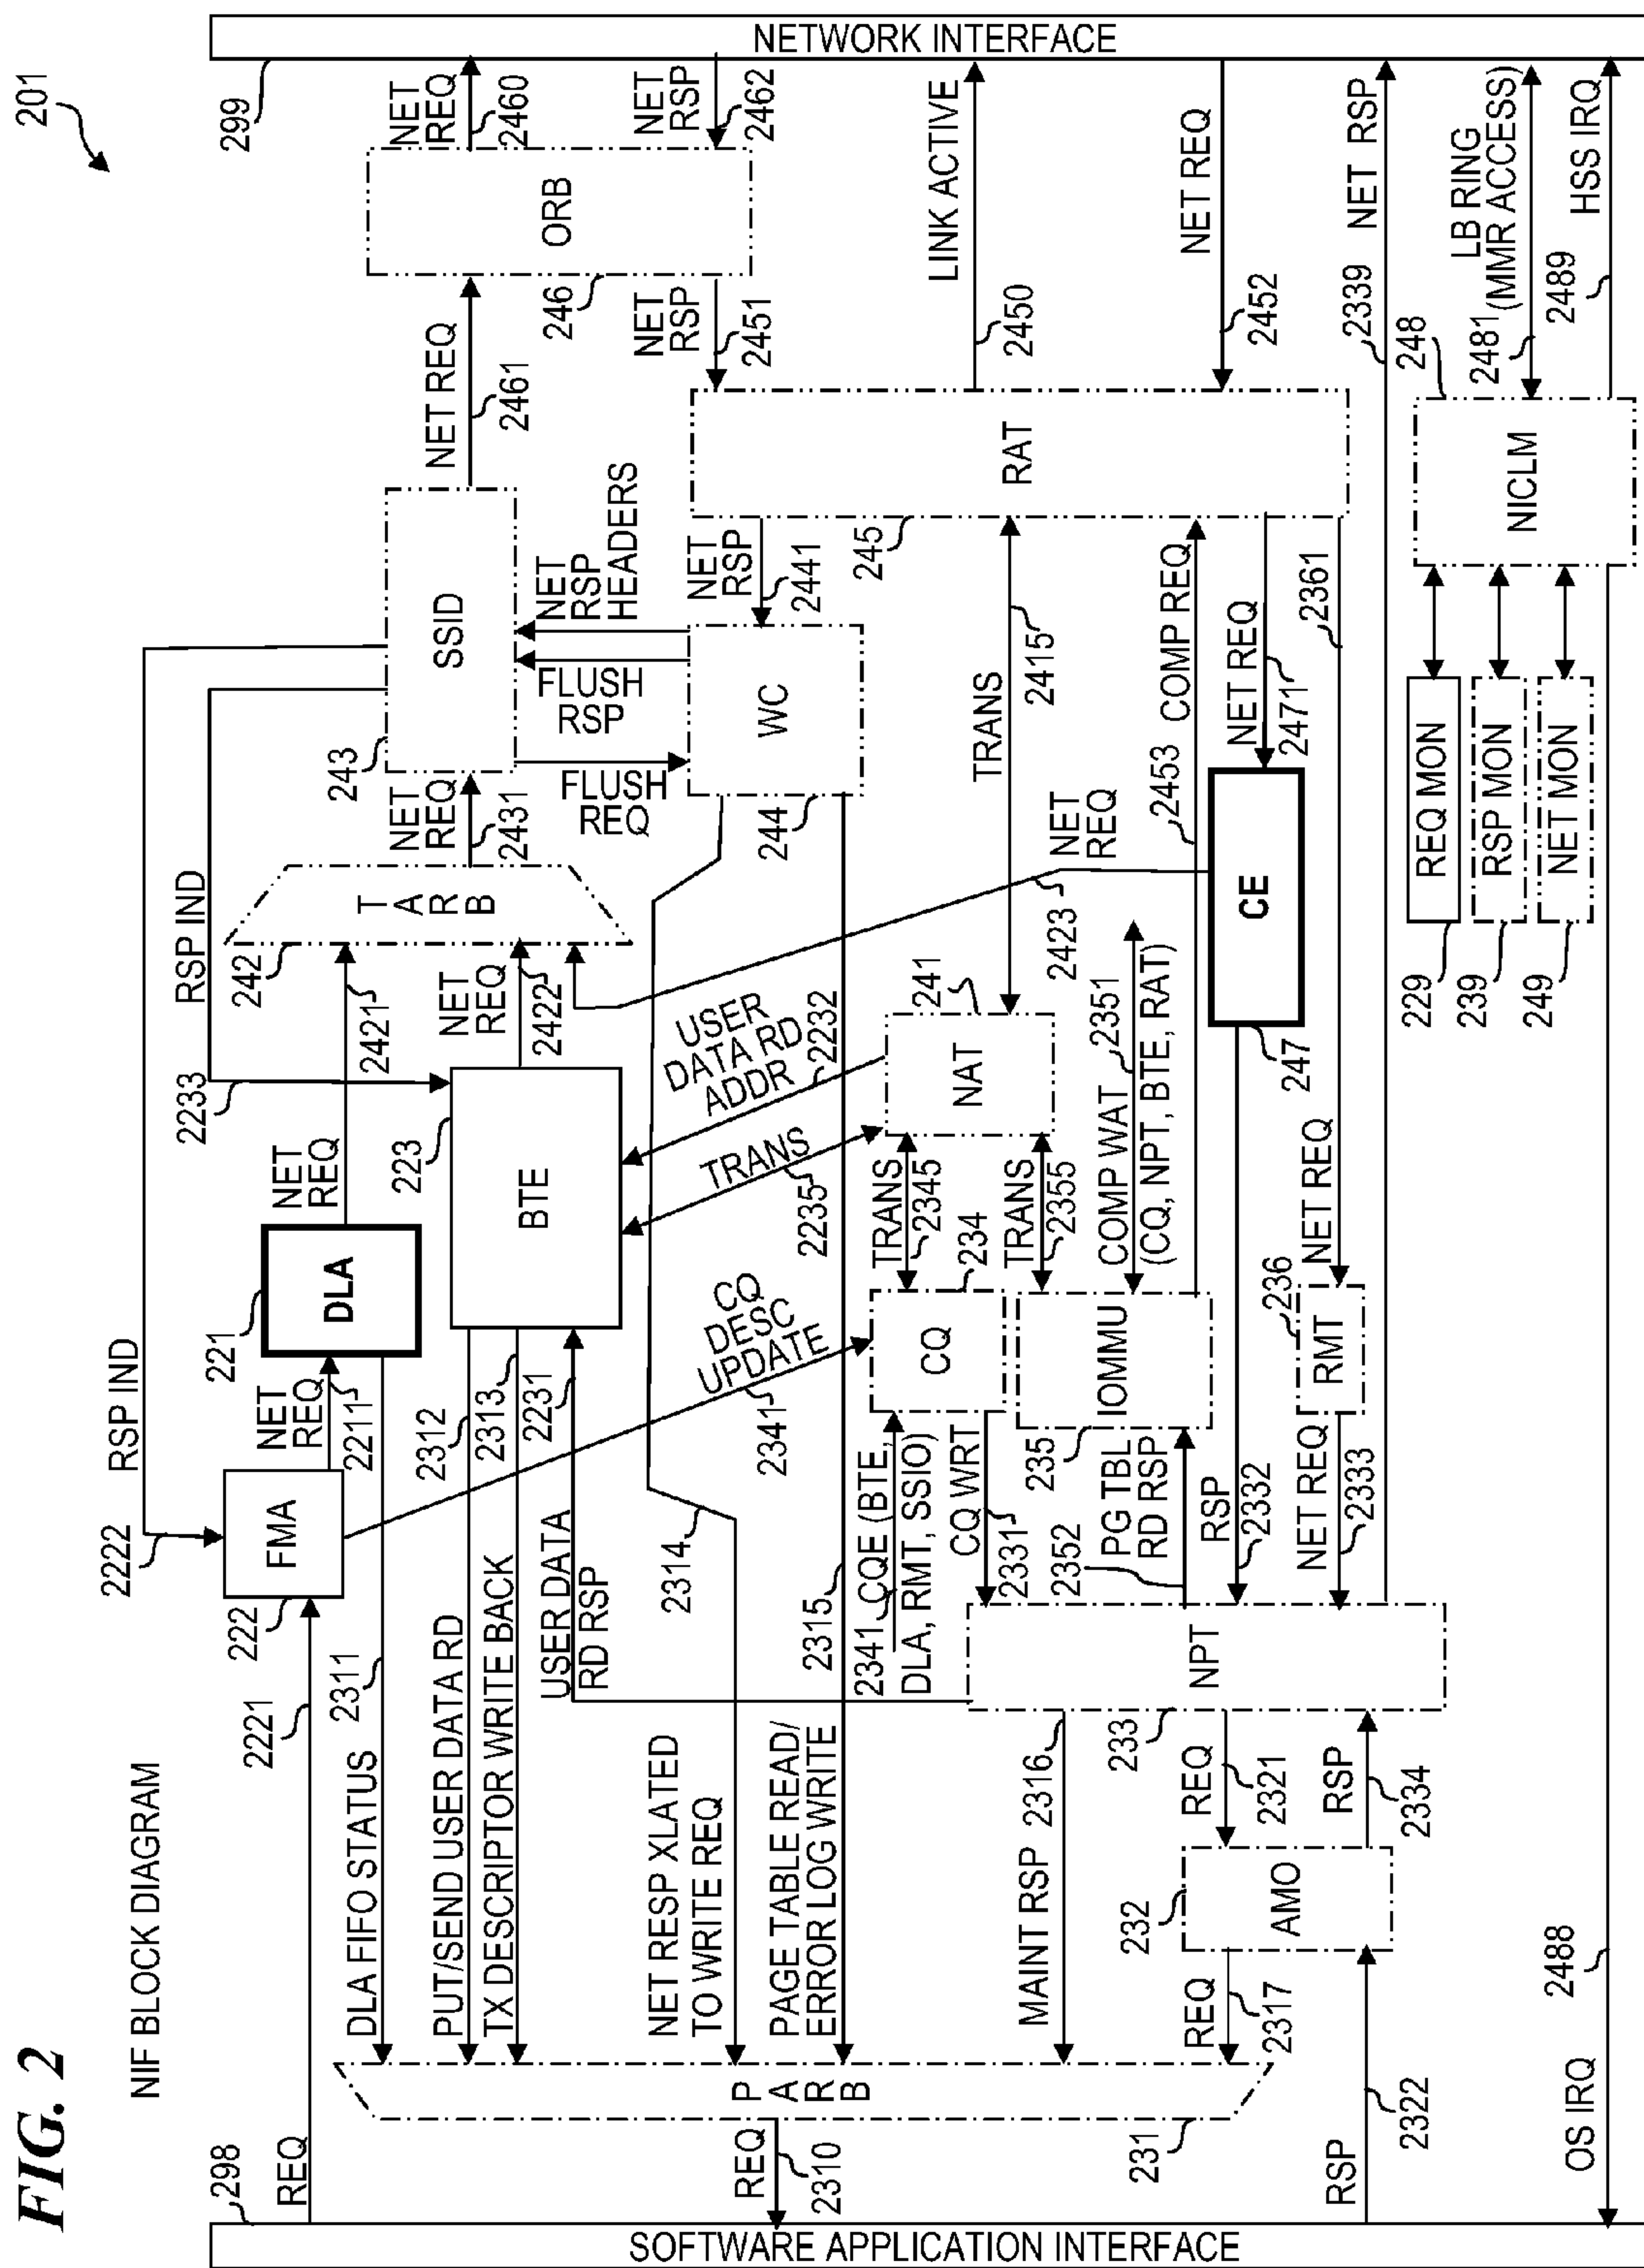 FIG. 2
NIF BLOCK DIAGRAM
201
298
SOFTWARE APPLICATION INTERFACE
299
NETWORK INTERFACE
REQ
2221
222
FMA
2222
RSP IND
NET
REQ
2211
221
DLA
NET
REQ
2421
DLA FIFO STATUS
2311
2233
RSP IND
223
BTE
NET
REQ
2422
242
T
A
R
B
NET
REQ
2431
243
SSID
NET REQ
2461
ORB
246
NET
REQ
2460
NET
RSP
2462
NET
RSP
2451
PUT/SEND USER DATA RD
2312
TX DESCRIPTOR WRITE BACK
2313
USER DATA
RD RSP
2231
FLUSH
REQ
FLUSH
RSP
NET
RSP
HEADERS
WC
244
NET
RSP
2441
NET RESP XLATED
TO WRITE REQ
2314
PAGE TABLE READ/
ERROR LOG WRITE
2315
CQ
DESC
UPDATE
2341
TRANS
2235
USER
DATA RD
ADDR
2232
NAT
241
2423
NET
REQ
TRANS
2415
RAT
245
LINK ACTIVE
2450
NET REQ
2452
2341 CQE (BTE,
DLA, RMT, SSIO)
CQ WRT
2331
CQ
234
TRANS
2345
TRANS
2355
IOMMU
235
COMP WAT 2351
(CQ, NPT, BTE, RAT)
2453 COMP REQ
PG TBL
RD RSP
2352
RSP
2332
CE
247
NET REQ
2471
2361
NET REQ
236
RMT
NET REQ
2333
NPT
233
NET RSP
2339
MAINT RSP 2316
REQ
2321
RSP
2334
AMO
232
REQ
2317
P
A
R
B
231
REQ
2310
RSP
2322
REQ MON
229
RSP MON
239
NET MON
249
NICLM
248
LB RING
(MMR ACCESS)
2481
HSS IRQ
2489
OS IRQ
2488